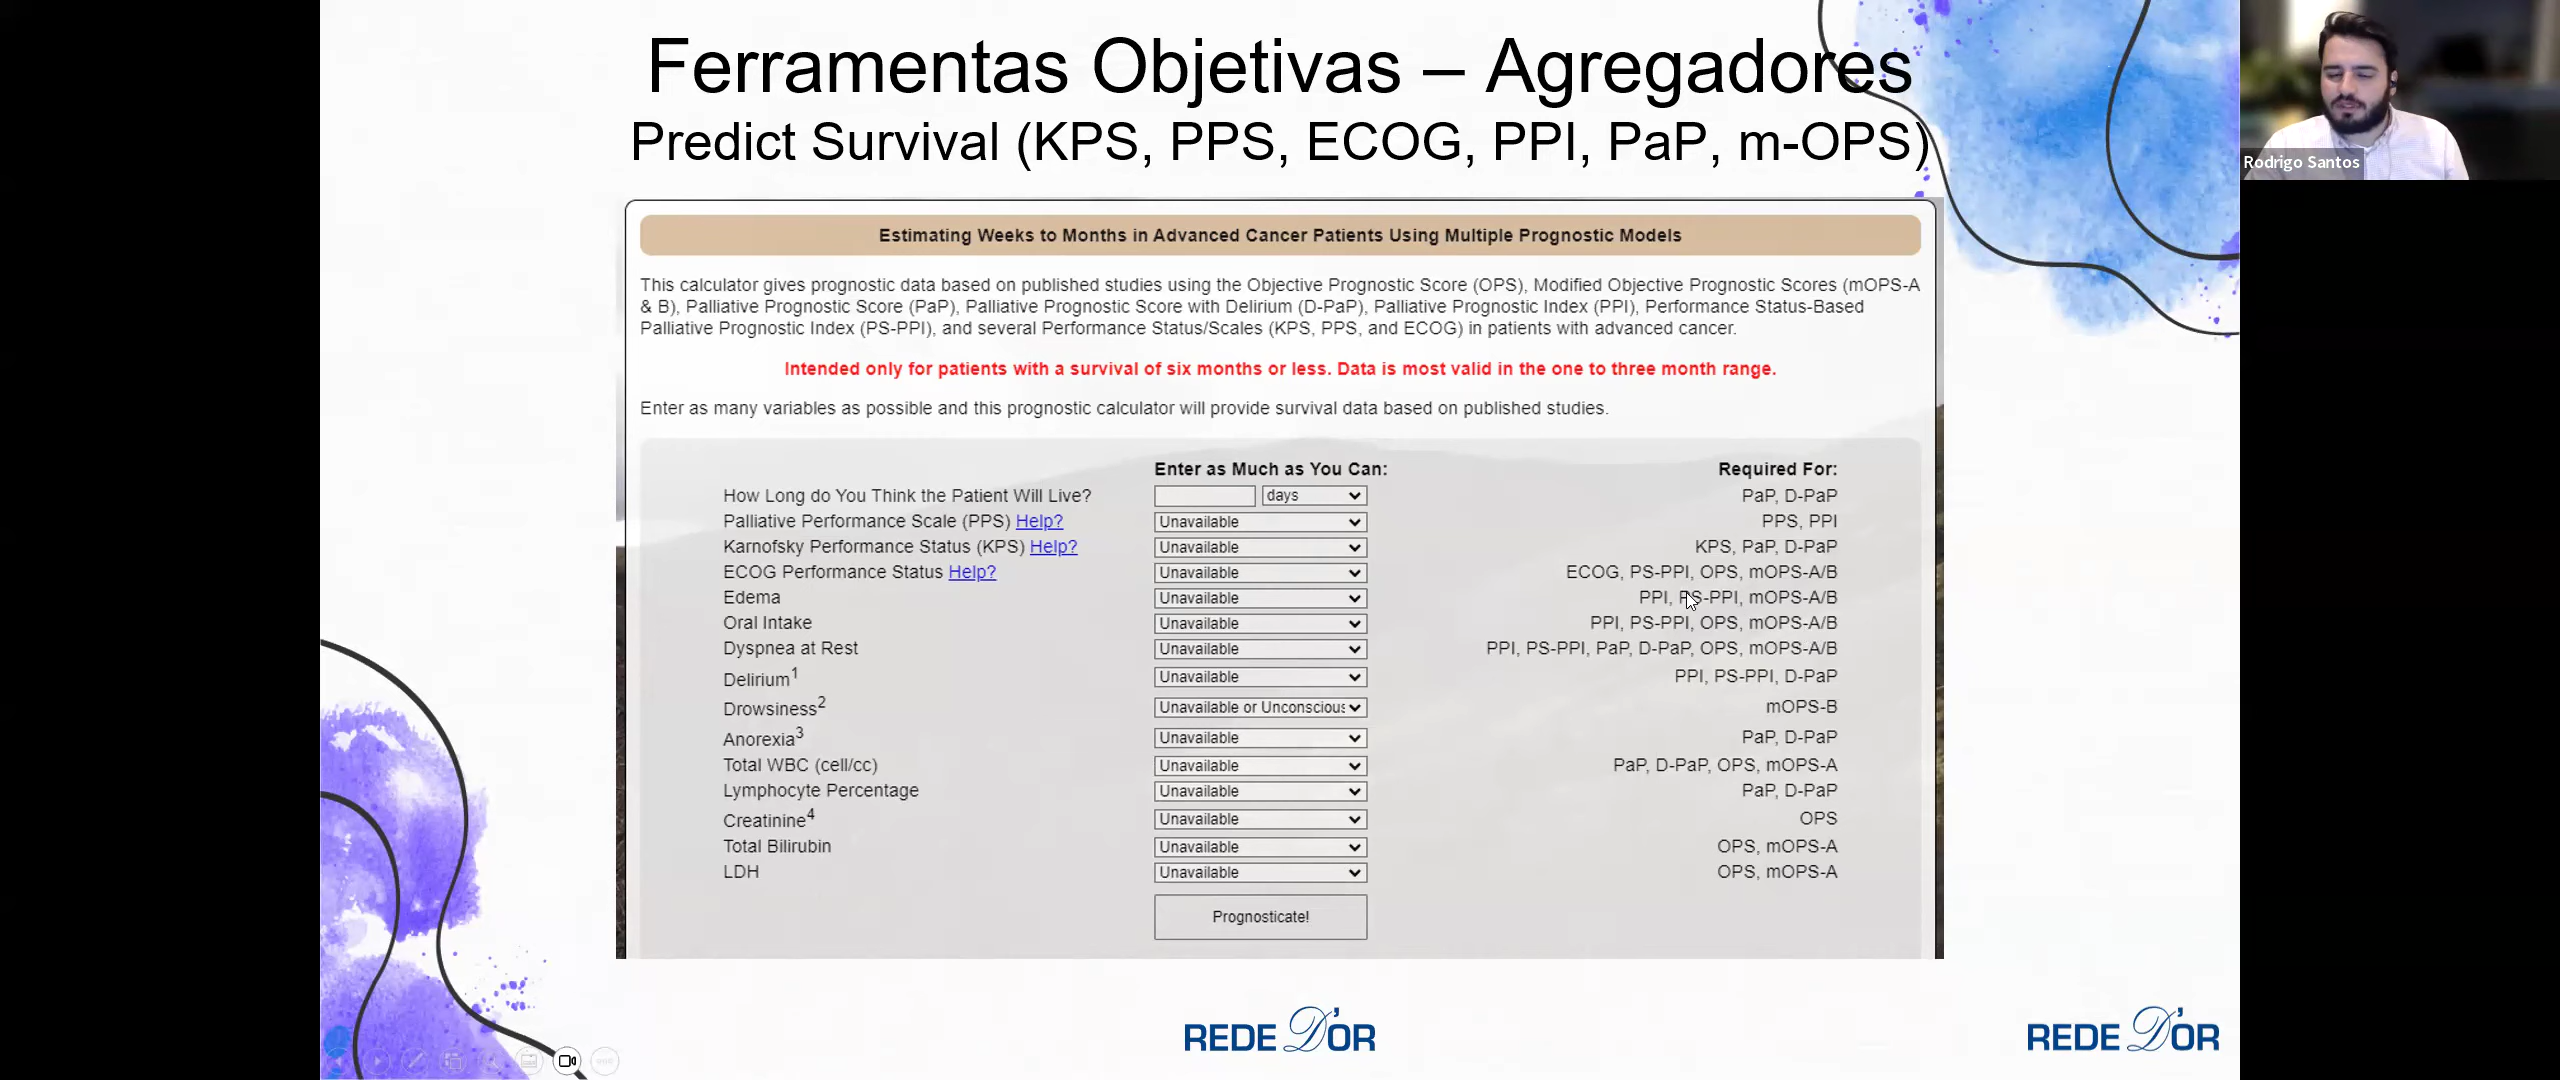 Ferramentas Objetivas – Agregadores
Predict Survival (KPS, PPS, ECOG, PPI, PaP, m-OPS)
Rodrigo Santos
Estimating Weeks to Months in Advanced Cancer Patients Using Multiple Prognostic Models
This calculator gives prognostic data based on published studies using the Objective Prognostic Score (OPS), Modified Objective Prognostic Scores (mOPS-A
& B), Palliative Prognostic Score (PaP), Palliative Prognostic Score with Delirium (D-PaP), Palliative Prognostic Index (PPI), Performance Status-Based
Palliative Prognostic Index (PS-PPI), and several Performance Status/Scales (KPS, PPS, and ECOG) in patients with advanced cancer.
Intended only for patients with a survival of six months or less. Data is most valid in the one to three month range.
Enter as many variables as possible and this prognostic calculator will provide survival data based on published studies.
Enter as Much as You Can: Required For:
How Long do You Think the Patient Will Live? days PaP, D-PaP
Palliative Performance Scale (PPS) Help? Unavailable PPS, PPI
Karnofsky Performance Status (KPS) Help? Unavailable KPS, PaP, D-PaP
ECOG Performance Status Help? Unavailable ECOG, PS-PPI, OPS, mOPS-A/B
Edema Unavailable PPI, PS-PPI, mOPS-A/B
Oral Intake Unavailable PPI, PS-PPI, OPS, mOPS-A/B
Dyspnea at Rest Unavailable PPI, PS-PPI, PaP, D-PaP, OPS, mOPS-A/B
Delirium1 Unavailable PPI, PS-PPI, D-PaP
Drowsiness2 Unavailable or Unconscious mOPS-B
Anorexia3 Unavailable PaP, D-PaP
Total WBC (cell/cc) Unavailable PaP, D-PaP, OPS, mOPS-A
Lymphocyte Percentage Unavailable PaP, D-PaP
Creatinine4 Unavailable OPS
Total Bilirubin Unavailable OPS, mOPS-A
LDH Unavailable OPS, mOPS-A
Prognosticate!
REDE D'OR
REDE D'OR